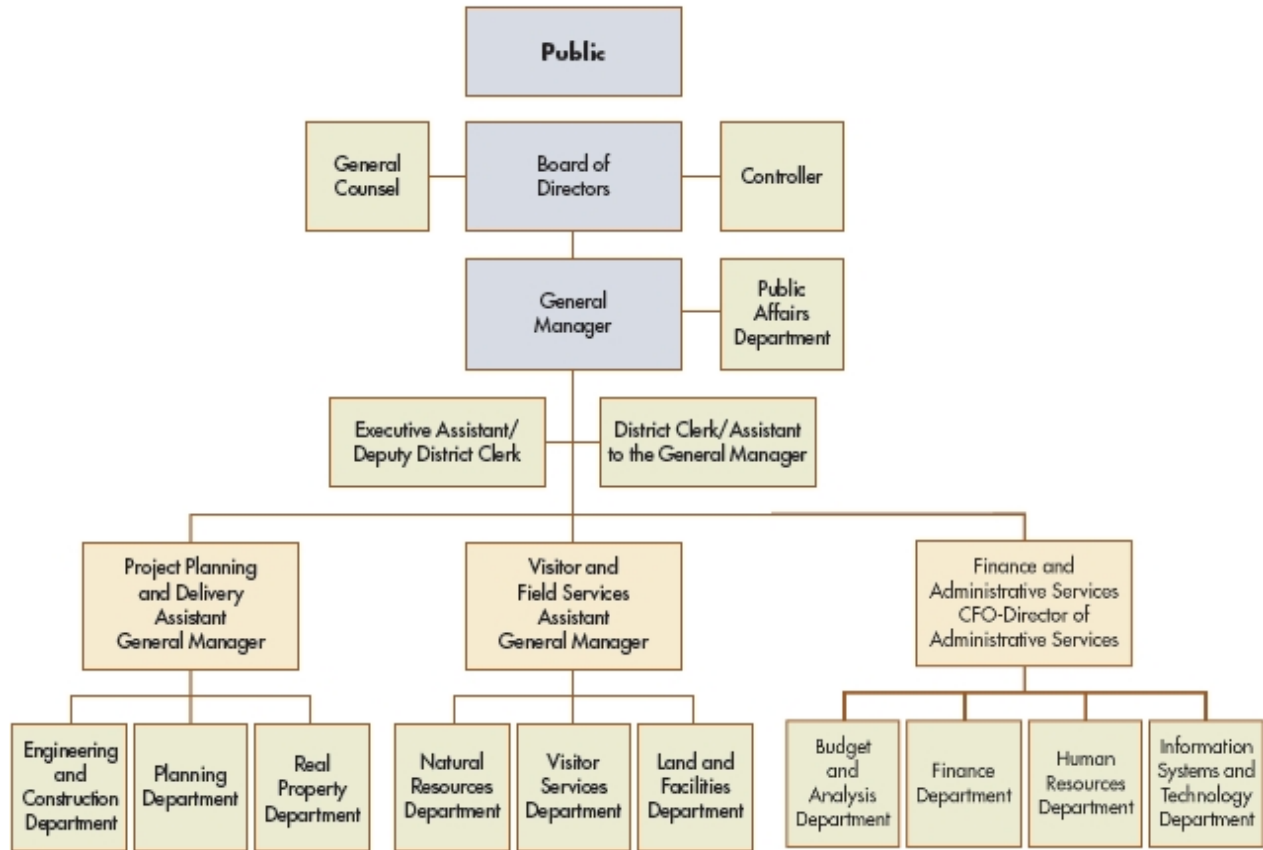 Public
General
Counsel
Board of
Directors
Controller
General
Manager
Public
Affairs
Department
Executive Assistant/
Deputy District Clerk
District Clerk/Assistant
to the General Manager
Project Planning
and Delivery
Assistant
General Manager
Visitor and
Field Services
Assistant
General Manager
Finance and
Administrative Services
CFO-Director of
Administrative Services
Engineering
and
Construction
Department
Planning
Department
Real
Property
Department
Natural
Resources
Department
Visitor
Services
Department
Land and
Facilities
Department
Budget
and
Analysis
Department
Finance
Department
Human
Resources
Department
Information
Systems and
Technology
Department